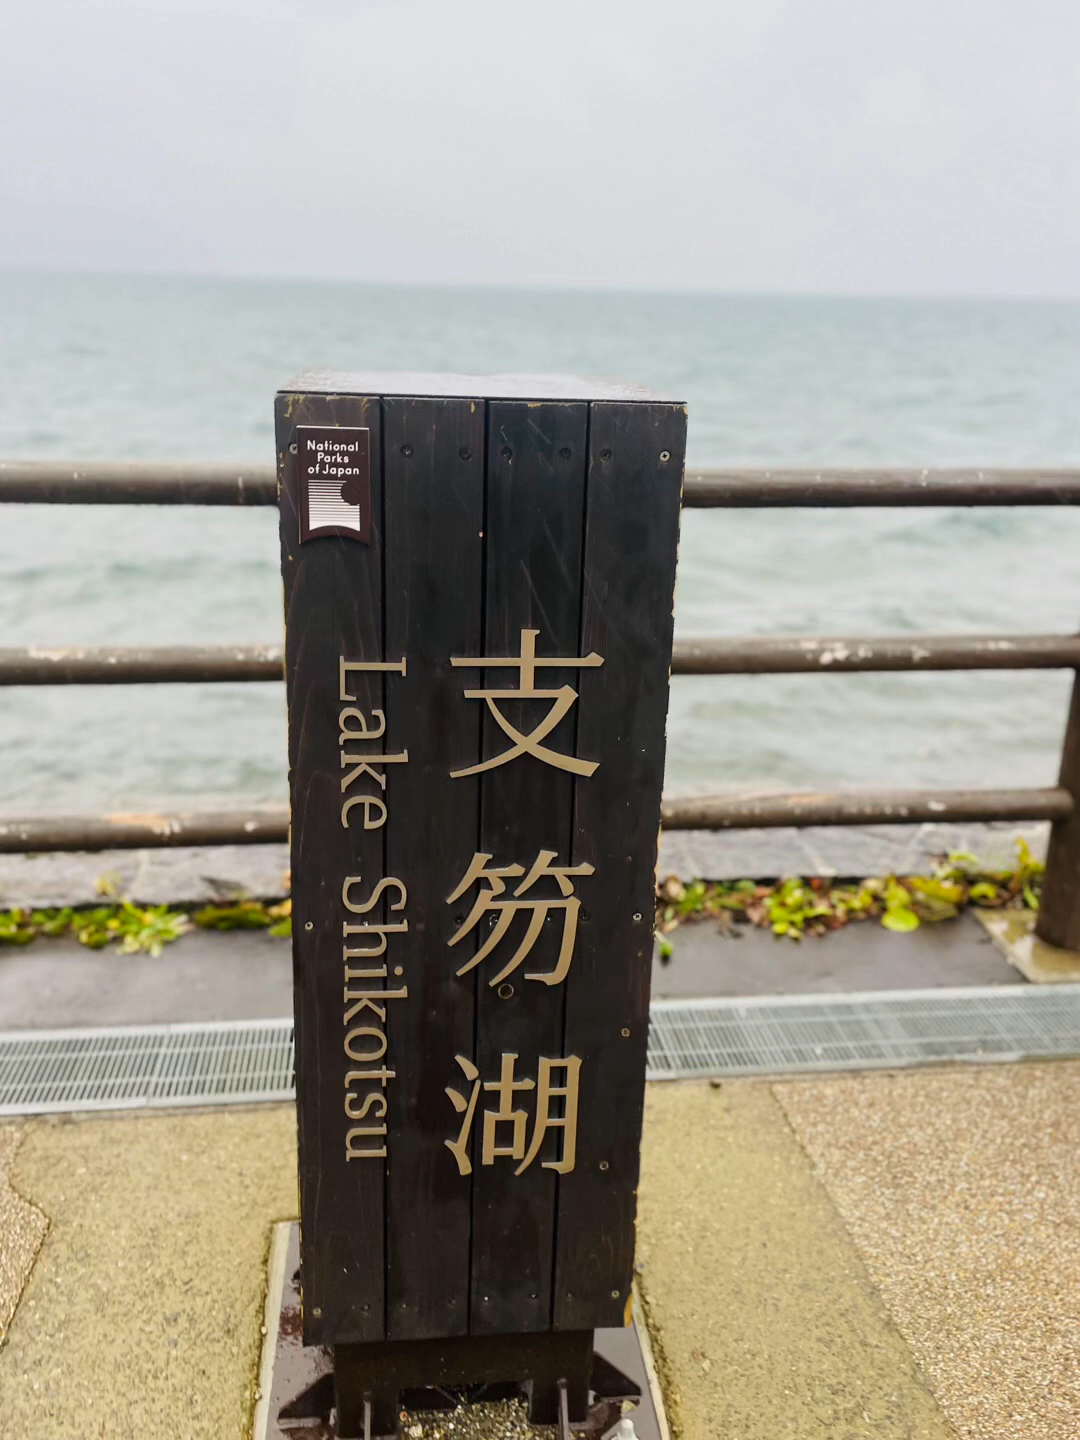 National
Parks
of Japan
支笏湖
Lake Shikotsu